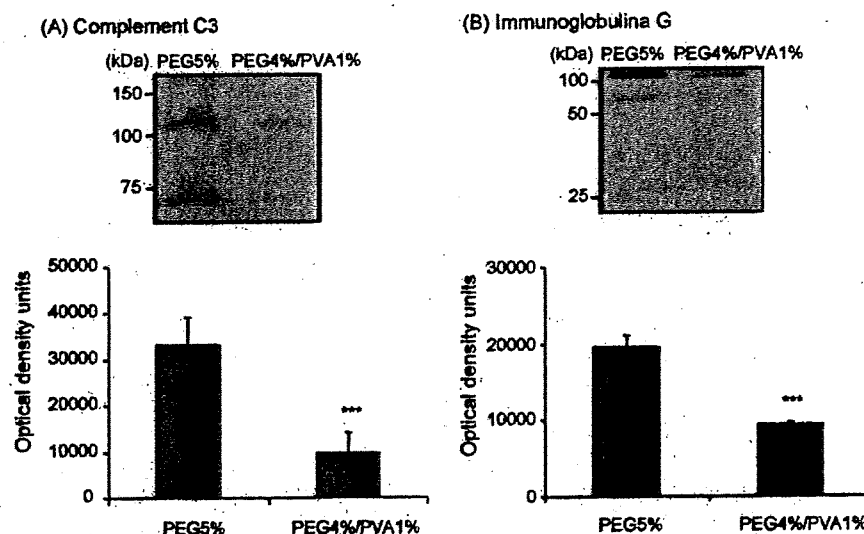 (A) Complement C3
(kDa) PEG5% PEG4%/PVA1%
150
100
75
Optical density units
50000
40000
30000
20000
10000
0
***
PEG5% PEG4%/PVA1%
(B) Immunoglobulina G
PEG5% PEG4%/PVA1%
100
50
25
Optical density units
30000
20000
10000
0
***
PEG5% PEG4%/PVA1%